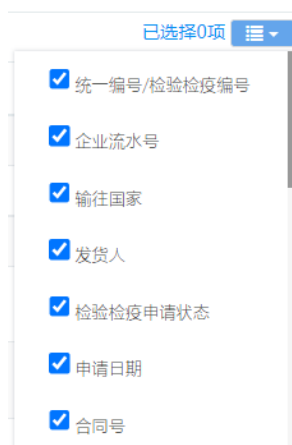 已选择0项
统一编号/检验检疫编号
企业流水号
输往国家
发货人
检验检疫申请状态
申请日期
合同号